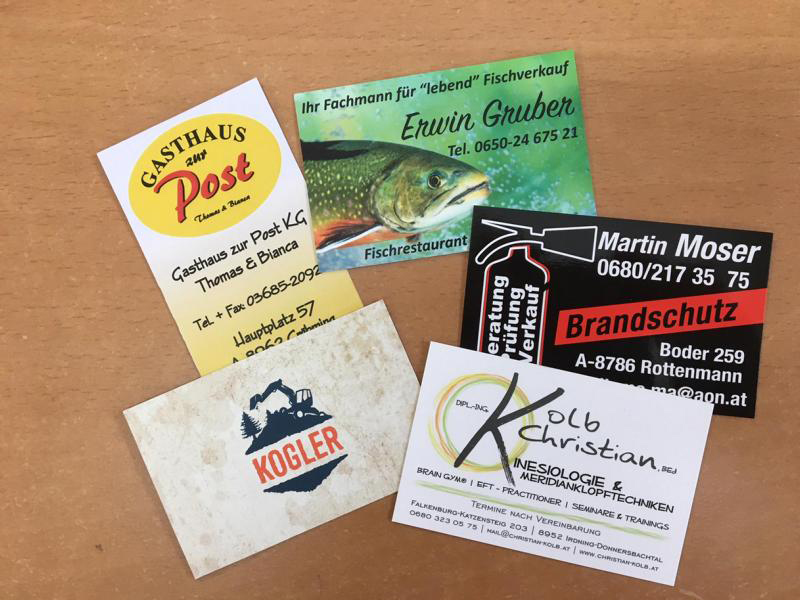 GASTHAUS
zur
Post
Thomas & Bianca
Gasthaus zur Post KG
Thomas & Bianca
Tel. + Fax: 03685-2092
Hauptplatz 57
Ihr Fachmann für "lebend" Fischverkauf
Erwin Gruber
Tel. 0650-24 675 21
Fischrestaurant
Martin Moser
0680/217 35 75
Brandschutz
Prüfung
Verkauf
Boder 259
A-8786 Rottenmann
ma@aon.at
KOGLER
DIPL.-ING.
Kolb
Christian, BEd
KINESIOLOGIE &
MERIDIANKLOPFTECHNIKEN
BRAIN GYM® | EFT - PRACTITIONER | SEMINARE & TRAININGS
TERMINE NACH VEREINBARUNG
FALKENBURG-KATZENSTEIG 203 | 8952 IRDNING-DONNERSBACHTAL
0680 323 05 75 | MAIL@CHRISTIAN-KOLB.AT | WWW.CHRISTIAN-KOLB.AT